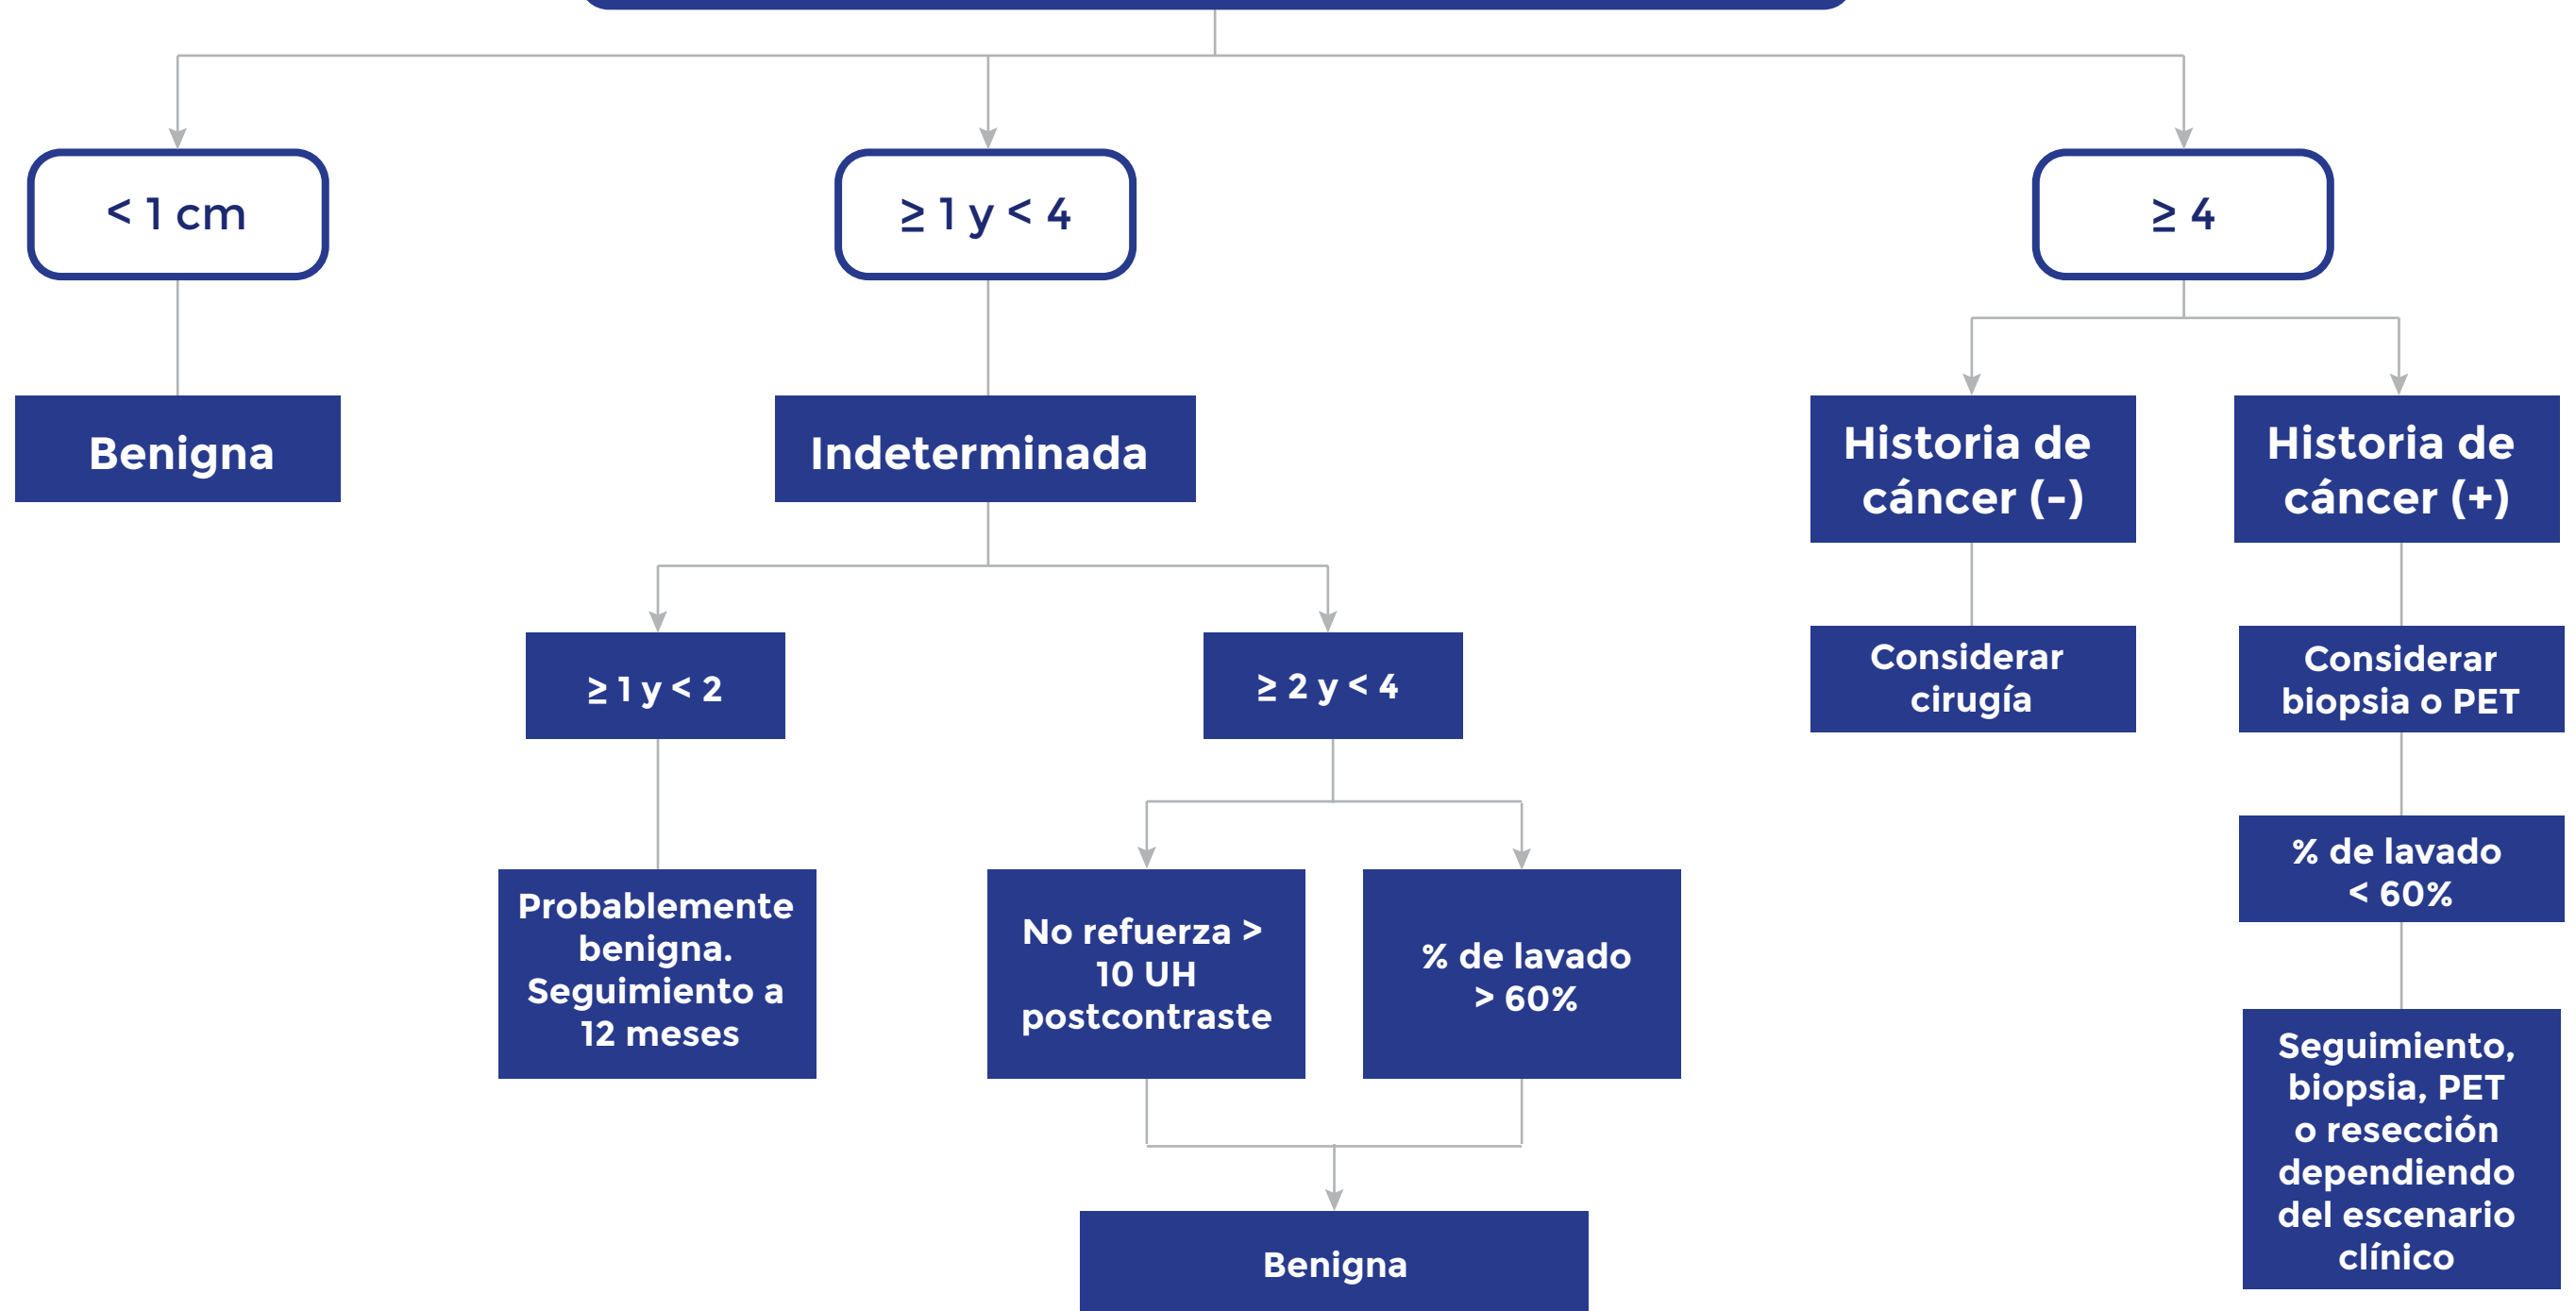 < 1 cm
≥ 1 y < 4
≥ 4
Benigna
Indeterminada
Historia de
cáncer (-)
Historia de
cáncer (+)
≥ 1 y < 2
≥ 2 y < 4
Considerar
cirugía
Considerar
biopsia o PET
% de lavado
< 60%
Probablemente
benigna.
Seguimiento a
12 meses
No refuerza >
10 UH
postcontraste
% de lavado
> 60%
Seguimiento,
biopsia, PET
o resección
dependiendo
del escenario
clínico
Benigna